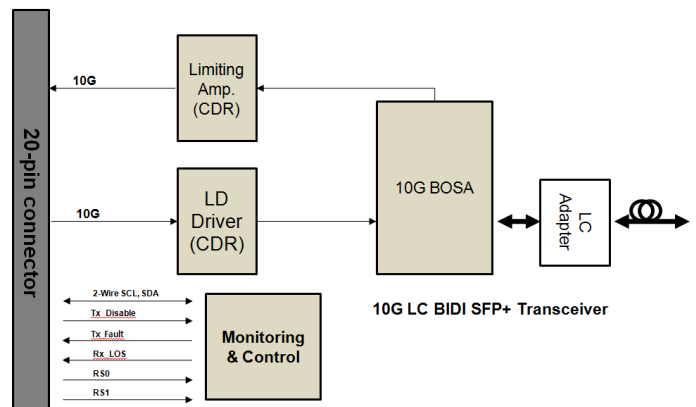 20-pin connector
10G
Limiting
Amp.
(CDR)
10G
LD
Driver
(CDR)
10G BOSA
LC
Adapter
10G LC BIDI SFP+ Transceiver
2-Wire SCL, SDA
Tx_Disable
Tx_Fault
Rx_LOS
RS0
RS1
Monitoring
& Control